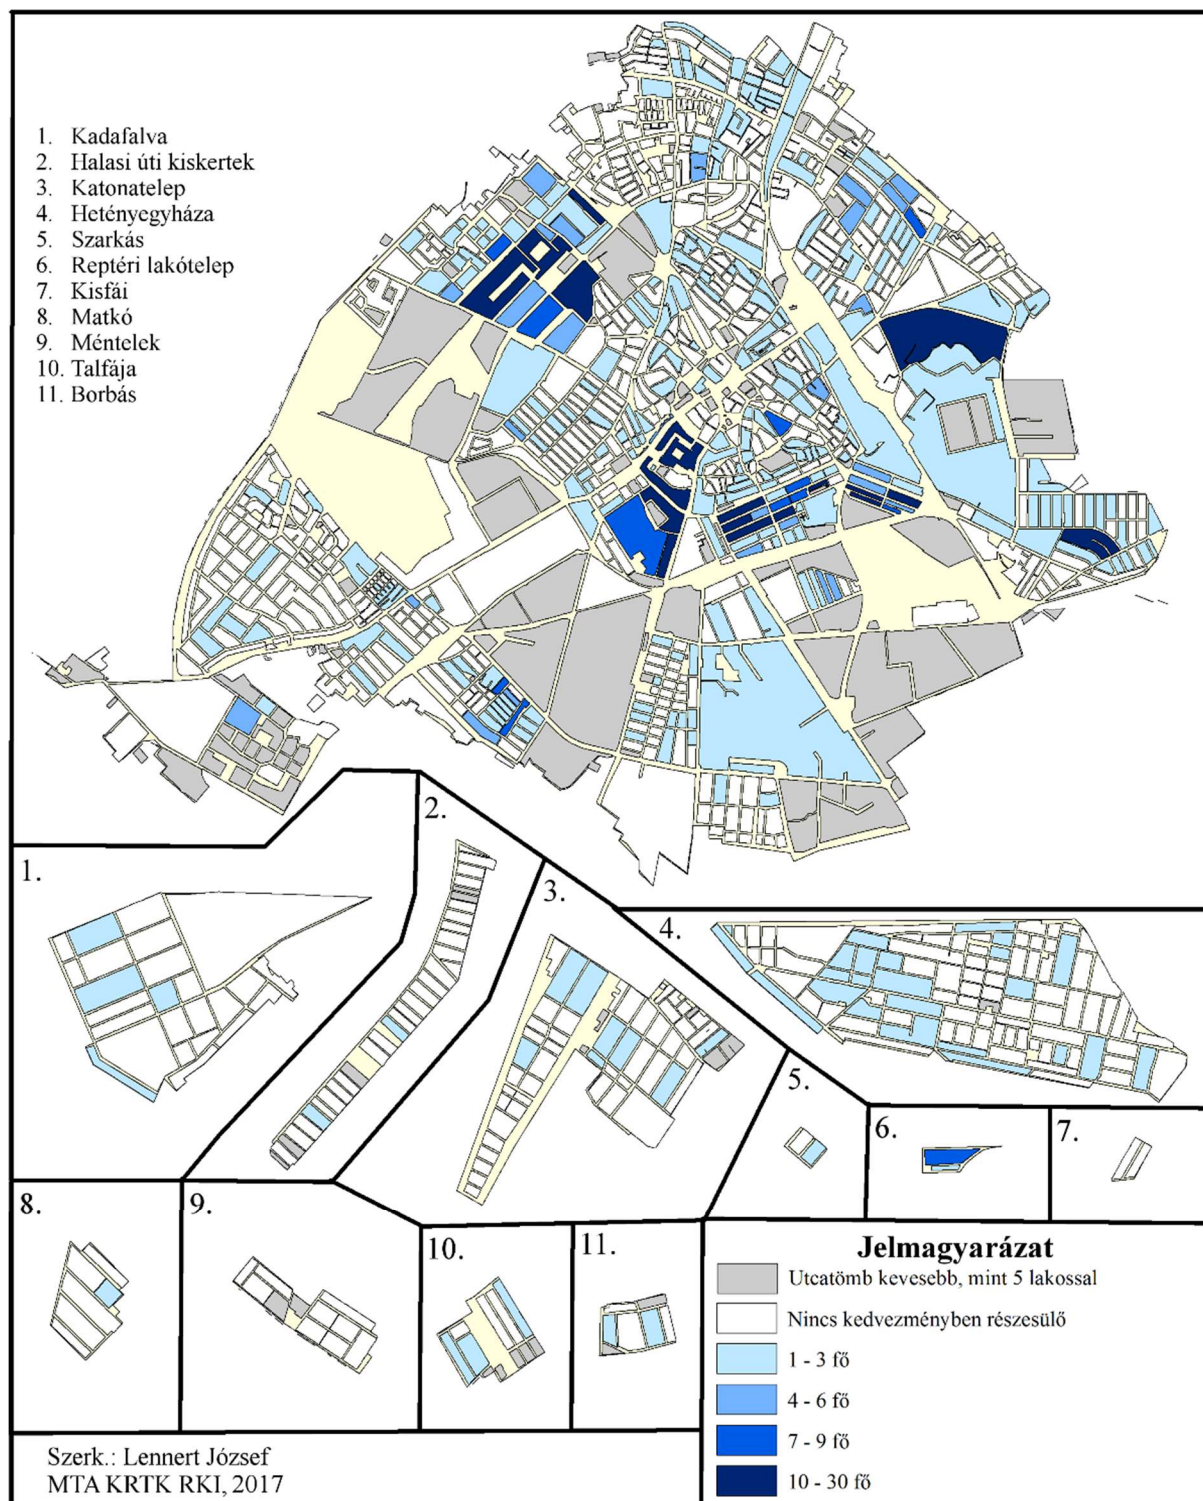 1. Kadafalva
2 Halasi úti kiskertek
3. Katonatelep
4. Hetényegyháza
5. Szarkás
6. Reptéri lakótelep
7. Kisfái
8. Matkó
9. Méntelek
10. Talfája
11. Borbás
1.
2.
3.
4.
5.
6.
7.
8.
9.
10.
11.
Jelmagyarázat
Utcatömb kevesebb, mint 5 lakossal
Nincs kedvezményben részesülő
1 - 3 fő
4 - 6 fő
7 - 9 fő
10 - 30 fő
Szerk.: Lennert József
MTA KRTK RKI, 2017